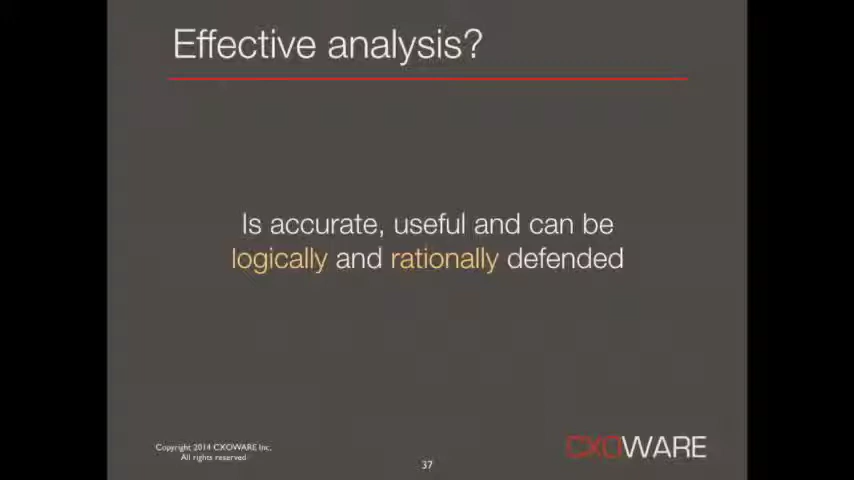 Effective analysis?
Is accurate, useful and can be
logically and rationally defended
Copyright 2014 CXOWARE Inc.
All rights reserved
37
CXOWARE